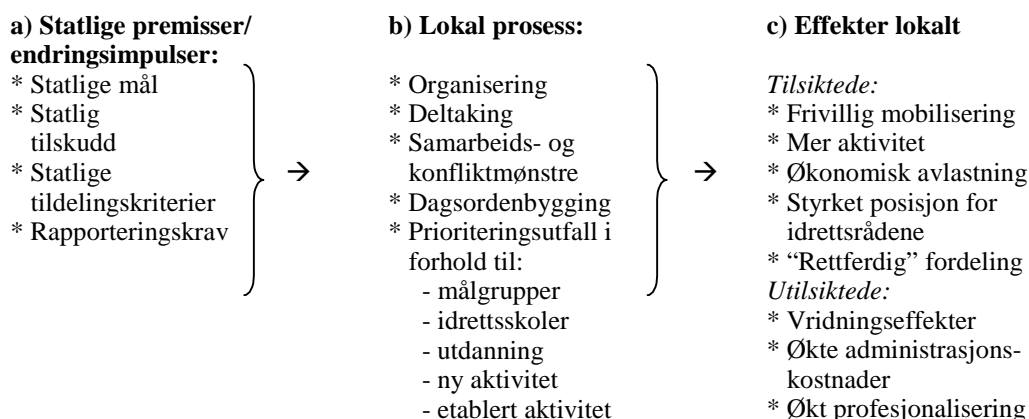 a) Statlige premisser/
endringsimpulser:
* Statlige mål
* Statlig
tilskudd
* Statlige
tildelingskriterier
* Rapporteringskrav
→
b) Lokal prosess:
* Organisering
* Deltaking
* Samarbeids- og
konfliktmønstre
* Dagsordenbygging
* Prioriteringsutfall i
forhold til:
- målgrupper
- idrettsskoler
- utdanning
- ny aktivitet
- etablert aktivitet
→
c) Effekter lokalt
Tilsiktede:
* Frivillig mobilisering
* Mer aktivitet
* Økonomisk avlastning
* Styrket posisjon for
idrettsrådene
* “Rettferdig” fordeling
Utilsiktede:
* Vridningseffekter
* Økte administrasjons-
kostnader
* Økt profesjonalisering